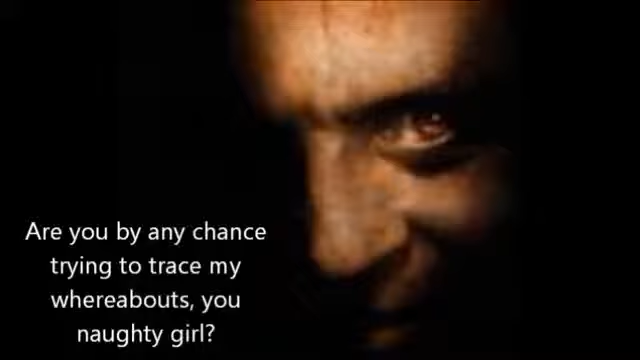 Are you by any chance
trying to trace my
whereabouts, you
naughty girl?